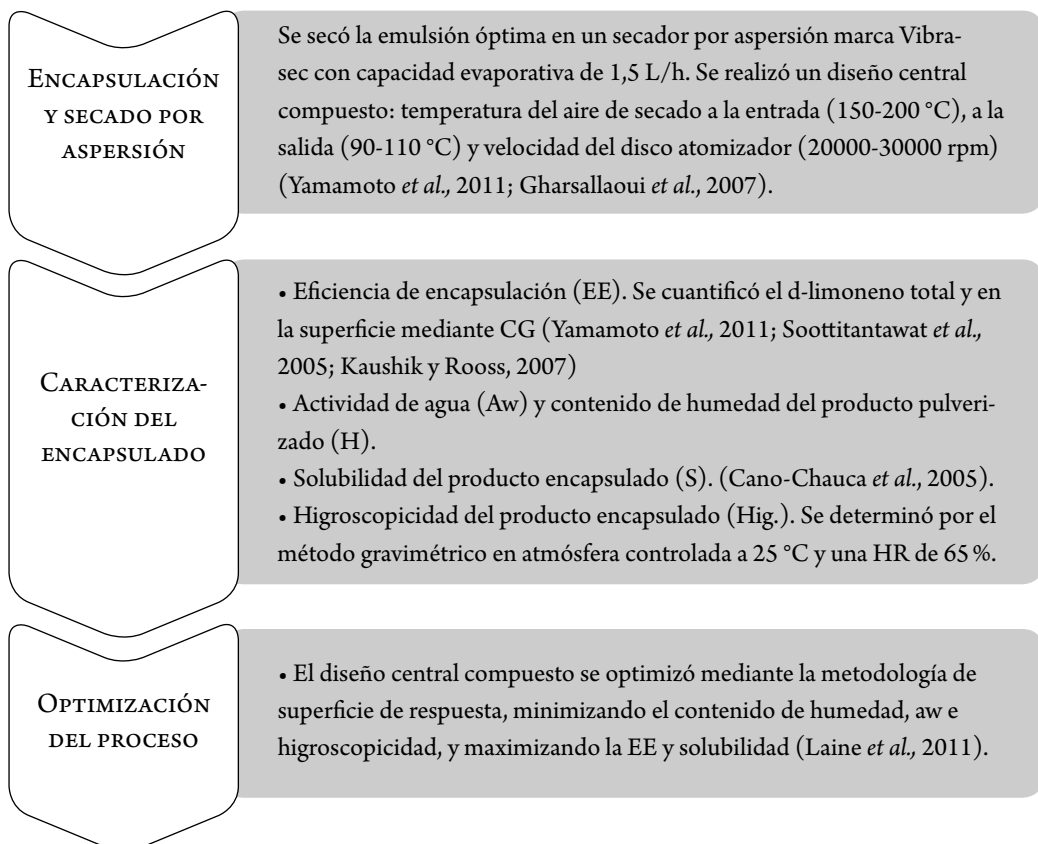 ENCAPSULACIÓN
Y SECADO POR
ASPERSIÓN
Se secó la emulsión óptima en un secador por aspersión marca Vibra-
sec con capacidad evaporativa de 1,5 L/h. Se realizó un diseño central
compuesto: temperatura del aire de secado a la entrada (150-200 °C), a la
salida (90-110 °C) y velocidad del disco atomizador (20000-30000 rpm)
(Yamamoto et al., 2011; Gharsallaoui et al., 2007).
CARACTERIZA-
CIÓN DEL
ENCAPSULADO
• Eficiencia de encapsulación (EE). Se cuantificó el d-limoneno total y en
la superficie mediante CG (Yamamoto et al., 2011; Soottitantawat et al.,
2005; Kaushik y Rooss, 2007)
• Actividad de agua (Aw) y contenido de humedad del producto pulveri-
zado (H).
• Solubilidad del producto encapsulado (S). (Cano-Chauca et al., 2005).
• Higroscopicidad del producto encapsulado (Hig.). Se determinó por el
método gravimétrico en atmósfera controlada a 25 °C y una HR de 65 %.
OPTIMIZACIÓN
DEL PROCESO
• El diseño central compuesto se optimizó mediante la metodología de
superficie de respuesta, minimizando el contenido de humedad, aw e
higroscopicidad, y maximizando la EE y solubilidad (Laine et al., 2011).